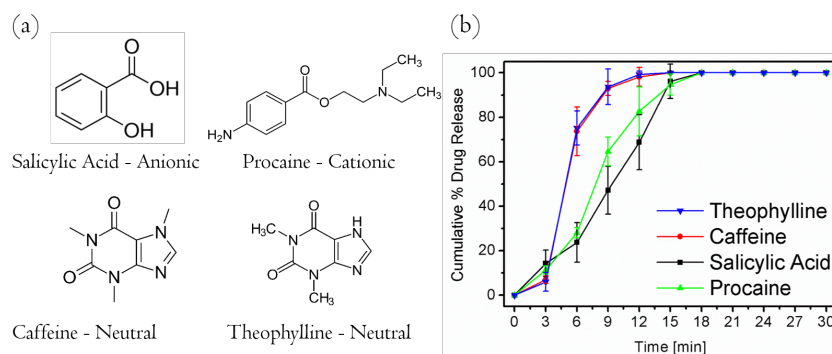 (a)
O
OH
OH
Salicylic Acid - Anionic
O
O
N
CH₃
CH₃
H₂N
Procaine - Cationic
O
N
N
O
N
N
Caffeine - Neutral
O
H
H₃C
N
N
O
N
N
CH₃
Theophylline - Neutral
(b)
Cumulative % Drug Release
100
80
60
40
20
0
Theophylline
Caffeine
Salicylic Acid
Procaine
0 3 6 9 12 15 18 21 24 27 30
Time [min]